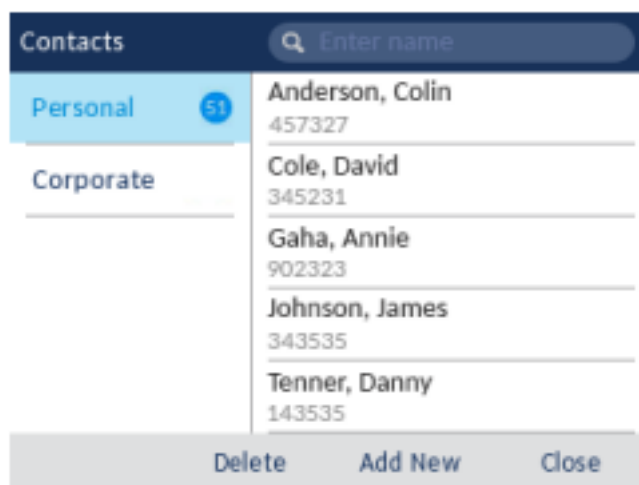 Contacts
Enter name
Personal 51
Corporate
Anderson, Colin
457327
Cole, David
345231
Gaha, Annie
902323
Johnson, James
343535
Tenner, Danny
143535
Delete Add New Close